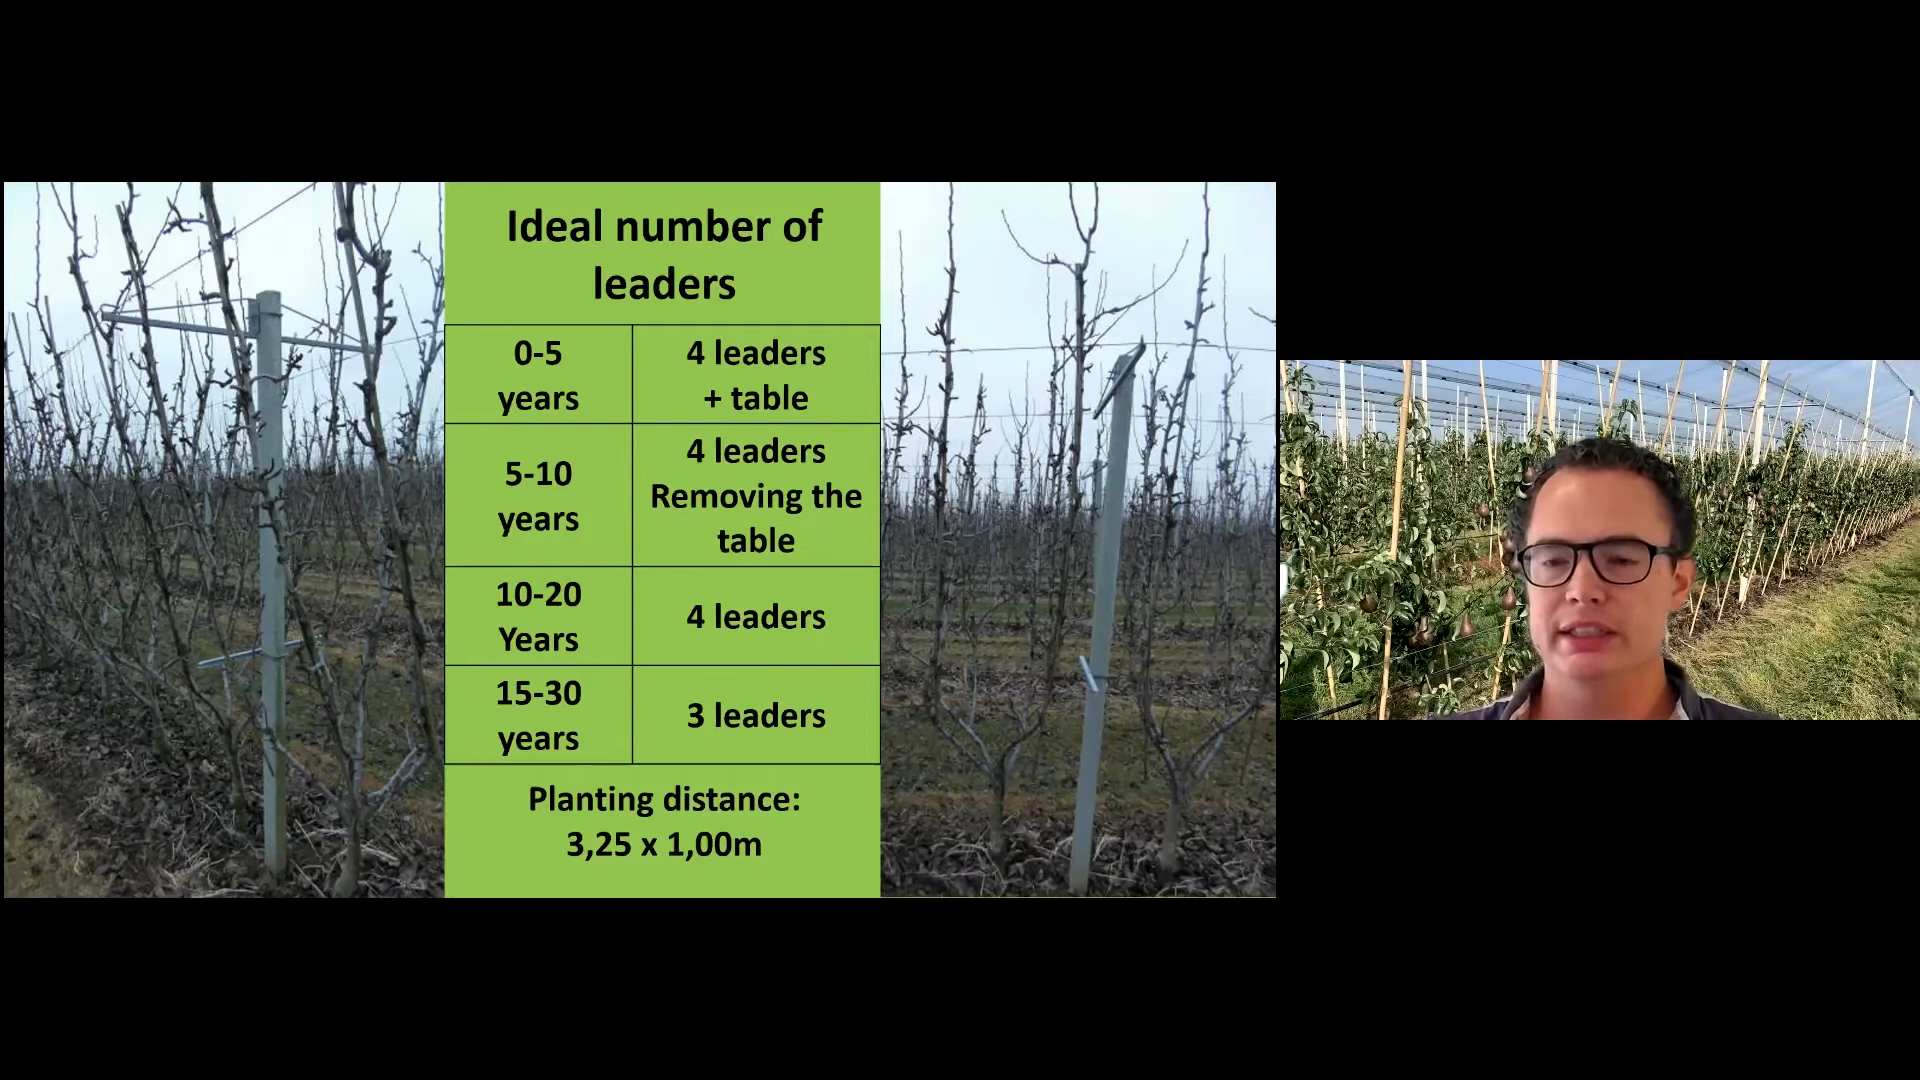 Ideal number of
leaders
0-5
years
4 leaders
+ table
5-10
years
4 leaders
Removing the
table
10-20
Years
4 leaders
15-30
years
3 leaders
Planting distance:
3,25 x 1,00m